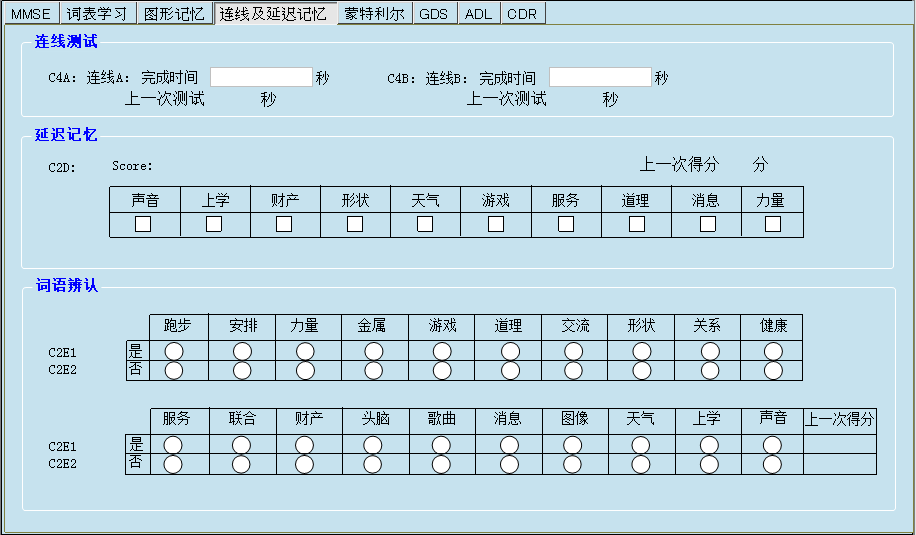 MMSE 词表学习 图形记忆 连线及延迟记忆 蒙特利尔 GDS ADL CDR
连线测试
C4A: 连线A: 完成时间 秒 C4B: 连线B: 完成时间 秒
上一次测试 秒 上一次测试 秒
延迟记忆
C2D: Score: 上一次得分 分
声音 上学 财产 形状 天气 游戏 服务 道理 消息 力量
词语辨认
跑步 安排 力量 金属 游戏 道理 交流 形状 关系 健康
C2E1 是
C2E2 否
服务 联合 财产 头脑 歌曲 消息 图像 天气 上学 声音 上一次得分
C2E1 是
C2E2 否